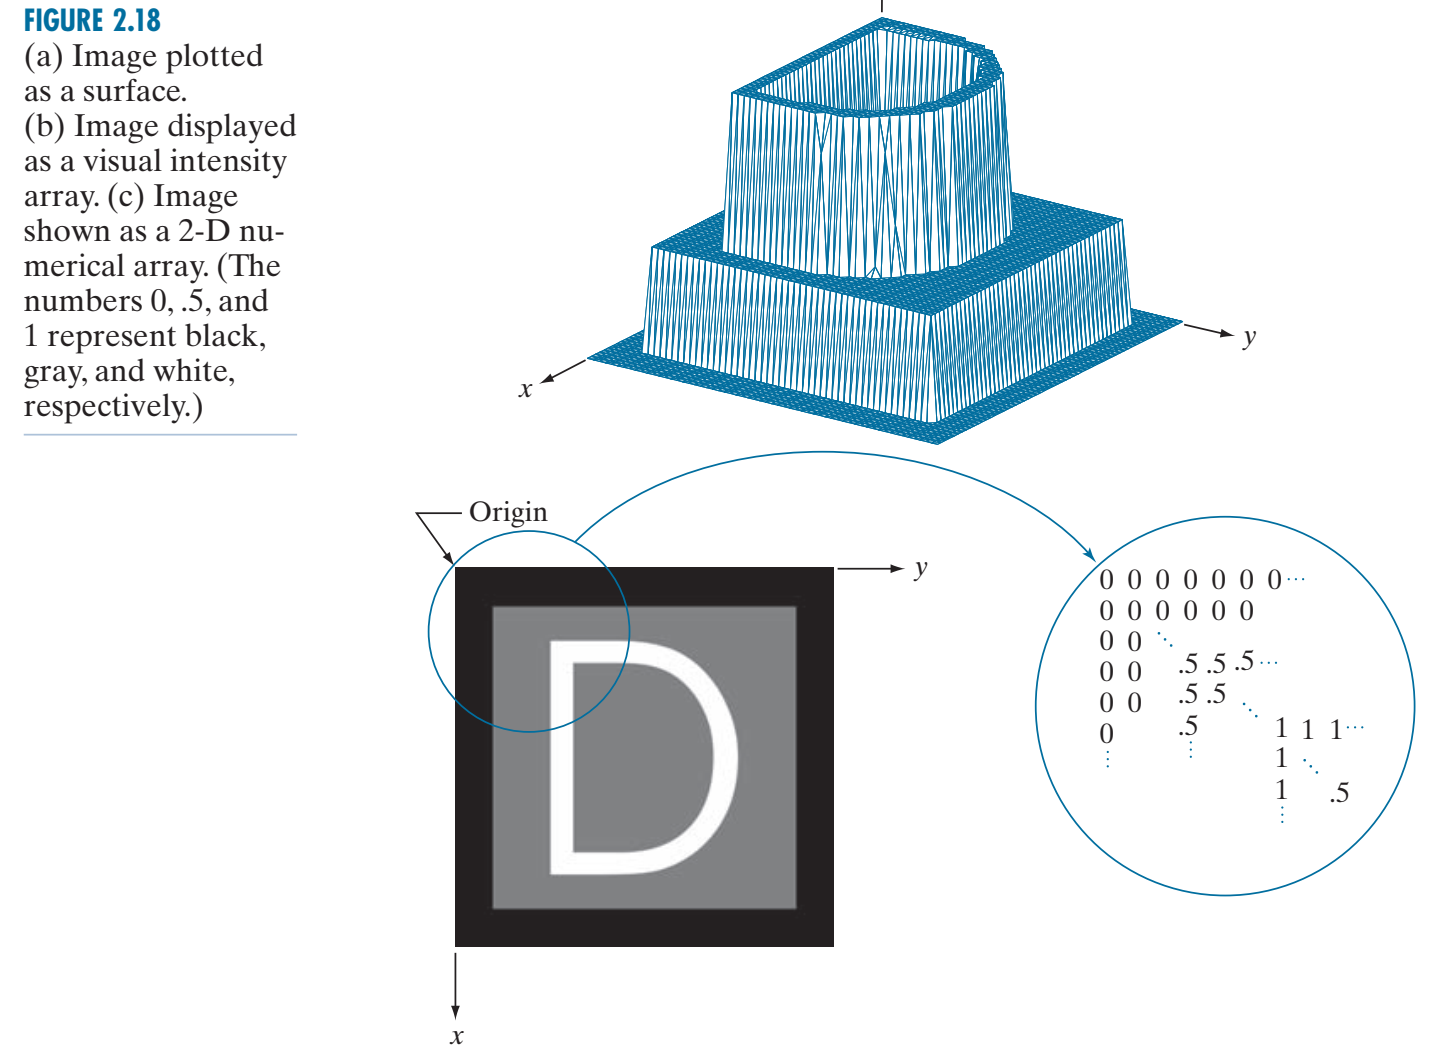 FIGURE 2.18
(a) Image plotted
as a surface.
(b) Image displayed
as a visual intensity
array. (c) Image
shown as a 2-D nu-
merical array. (The
numbers 0, .5, and
1 represent black,
gray, and white,
respectively.)
y
x
Origin
y
D
x
0 0 0 0 0 0 0 ···
0 0 0 0 0 0
0 0 ⋱
.5 .5 .5 ···
0 0
.5 .5 ⋱
0 0
.5
1 1 1 ···
0
⋮
⋮
1 ⋱
1 .5
⋮